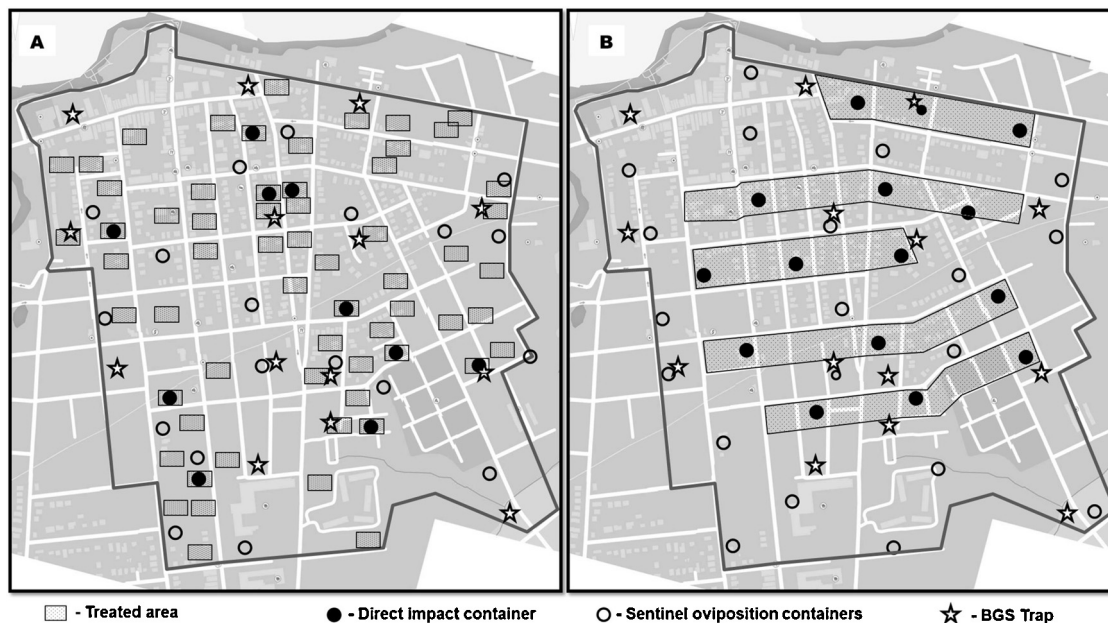 A
B
- Treated area
- Direct impact container
- Sentinel oviposition containers
- BGS Trap